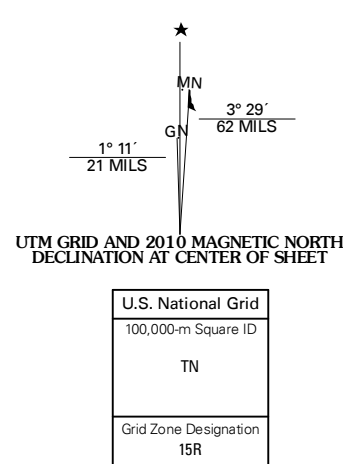 ★
MN
3° 29´
62 MILS
GN
1° 11´
21 MILS
UTM GRID AND 2010 MAGNETIC NORTH
DECLINATION AT CENTER OF SHEET
U.S. National Grid
100,000-m Square ID
TN
Grid Zone Designation
15R